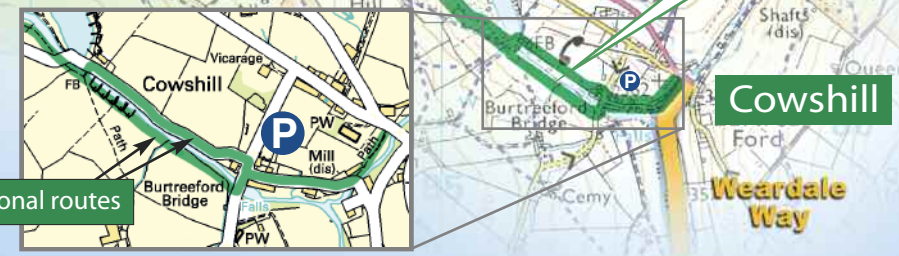 Vicarage
FB
Cowshill
P
PW
Mill
(dis)
Path
Path
Burtreeford
Bridge
Falls
PW
onal routes
FB
P
Burtreeford
Bridge
Falls
Cemy
Shafts
(dis)
Cowshill
Ford
Weardale
Way